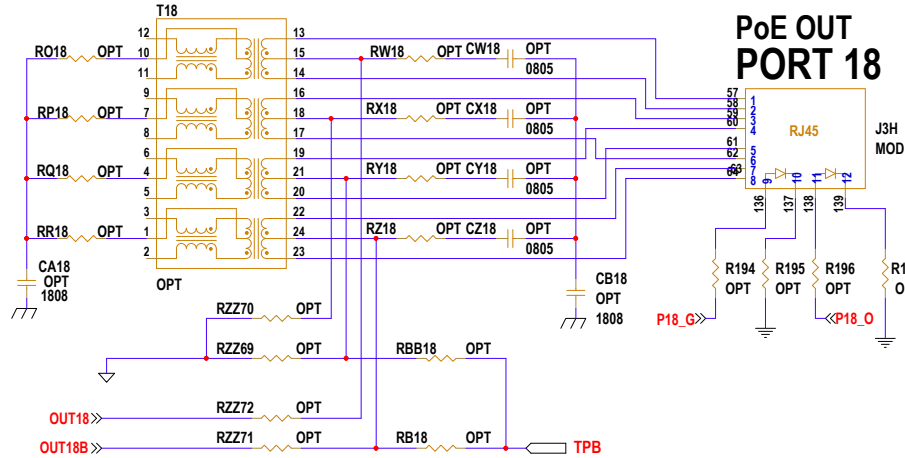 T18
PoE OUT
PORT 18
12
13
RO18
OPT
10
15
RW18
OPT
CW18
OPT
0805
11
14
9
16
57
58
59
60
1
2
3
4
RP18
OPT
7
18
RX18
OPT
CX18
OPT
0805
RJ45
J3H
MOD
8
17
6
19
61
62
63
64
5
6
7
8
RQ18
OPT
4
21
RY18
OPT
CY18
OPT
0805
5
20
9
10
11
12
3
22
136
137
138
139
RR18
OPT
1
24
RZ18
OPT
CZ18
OPT
0805
2
23
CA18
OPT
1808
OPT
CB18
OPT
1808
R194
OPT
R195
OPT
R196
OPT
RZZ70
OPT
P18_G
P18_O
RZZ69
OPT
RBB18
OPT
OUT18
RZZ72
OPT
OUT18B
RZZ71
OPT
RB18
OPT
TPB